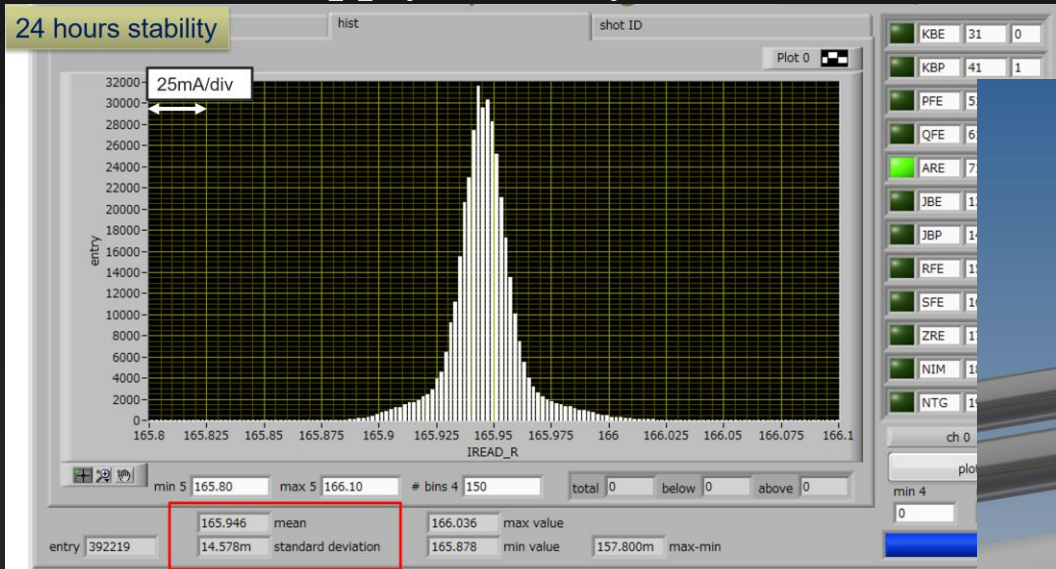 24 hours stability
hist
shot ID
Plot 0
25mA/div
32000
30000
28000
26000
24000
22000
20000
18000
16000
14000
12000
10000
8000
6000
4000
2000
0
entry
165.8 165.825 165.85 165.875 165.9 165.925 165.95 165.975 166 166.025 166.05 166.075 166.1
IREAD_R
min 5 165.80 max 5 166.10 # bins 4 150 total 0 below 0 above 0
165.946 mean 166.036 max value
entry 392219 14.578m standard deviation 165.878 min value 157.800m max-min
KBE 31 0
KBP 41 1
PFE
QFE
ARE
JBE
JBP
RFE
SFE
ZRE
NIM
NTG
ch 0
min 4
0